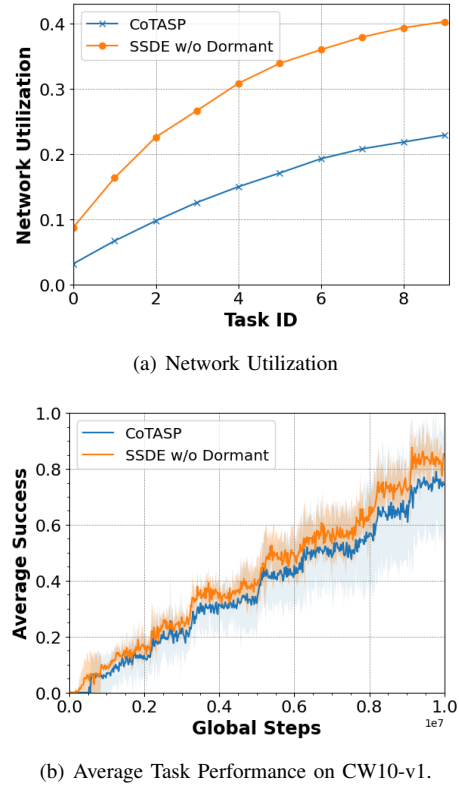 CoTASP
SSDE w/o Dormant
Network Utilization
0.4
0.3
0.2
0.1
0.0
0 2 4 6 8
Task ID
(a) Network Utilization
CoTASP
SSDE w/o Dormant
Average Success
1.0
0.8
0.6
0.4
0.2
0.0
0.0 0.2 0.4 0.6 0.8 1.0
1e7
Global Steps
(b) Average Task Performance on CW10-v1.